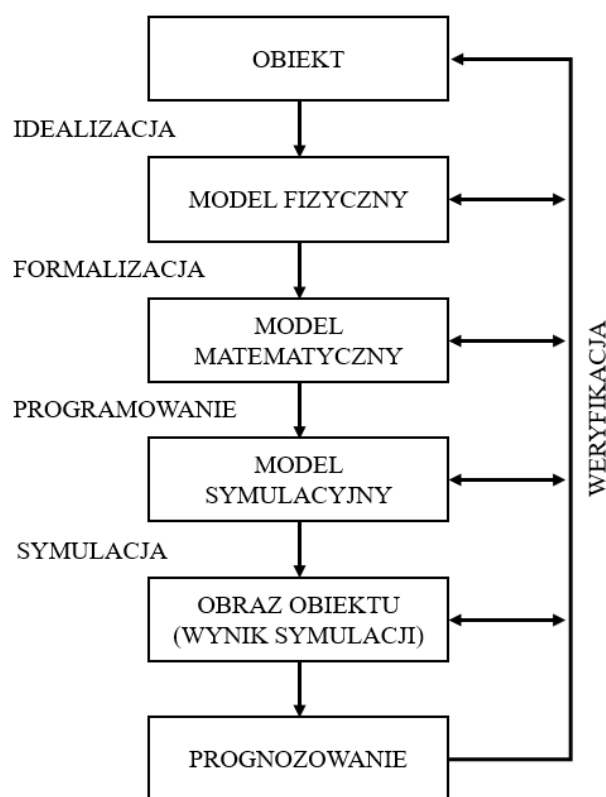 OBIEKT
IDEALIZACJA
MODEL FIZYCZNY
FORMALIZACJA
MODEL
MATEMATYCZNY
PROGRAMOWANIE
MODEL
SYMULACYJNY
SYMULACJA
OBRAZ OBIEKTU
(WYNIK SYMULACJI)
PROGNOZOWANIE
WERYFIKACJA